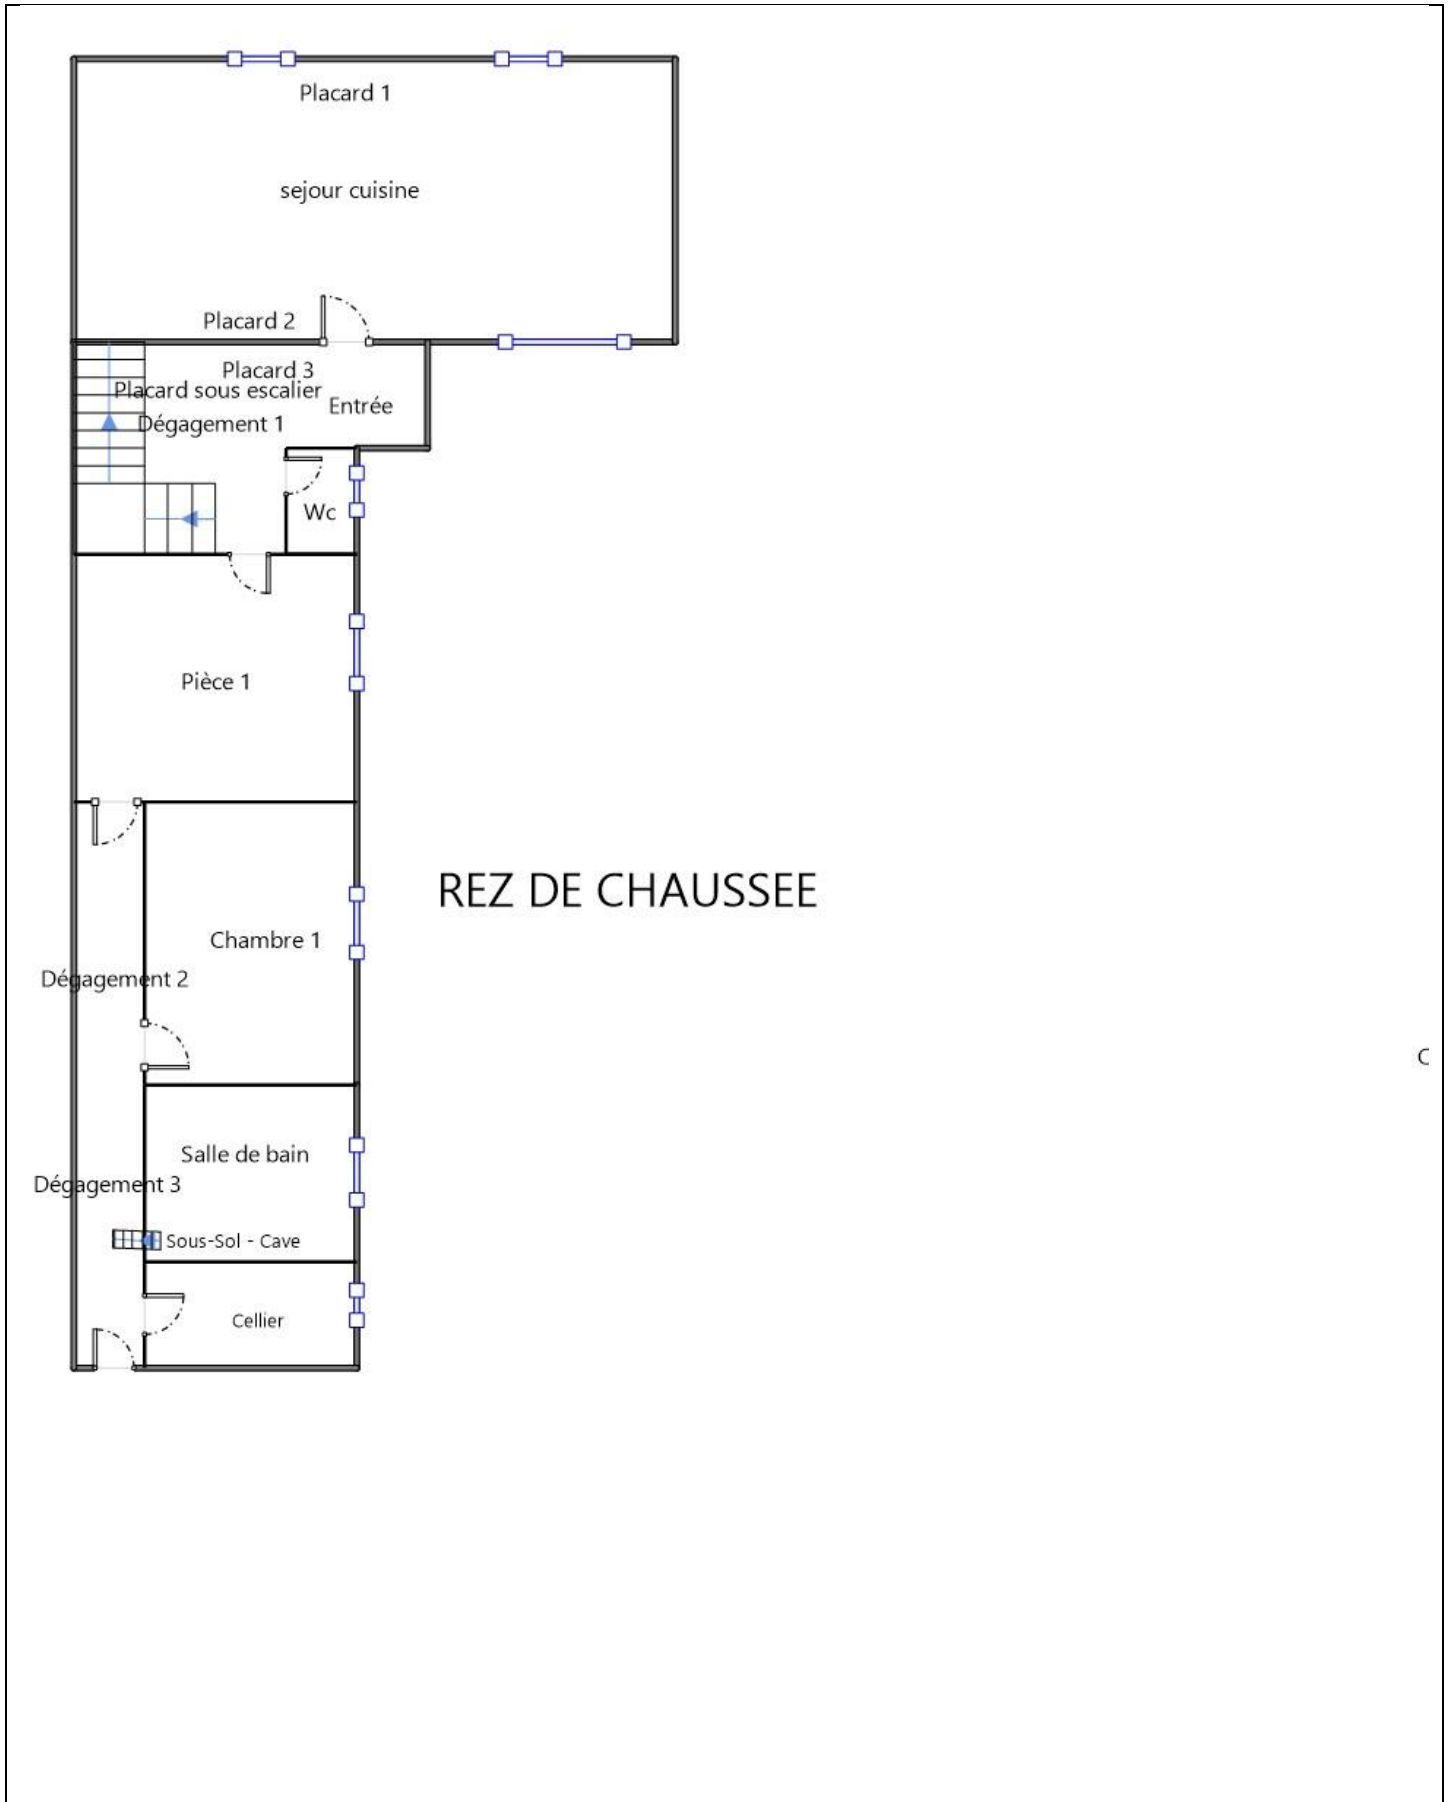 Placard 1
sejour cuisine
Placard 2
Placard 3
Placard sous escalier
Entrée
Dégagement 1
Wc
Pièce 1
REZ DE CHAUSSEE
Chambre 1
Dégagement 2
Salle de bain
Dégagement 3
Sous-Sol - Cave
Cellier